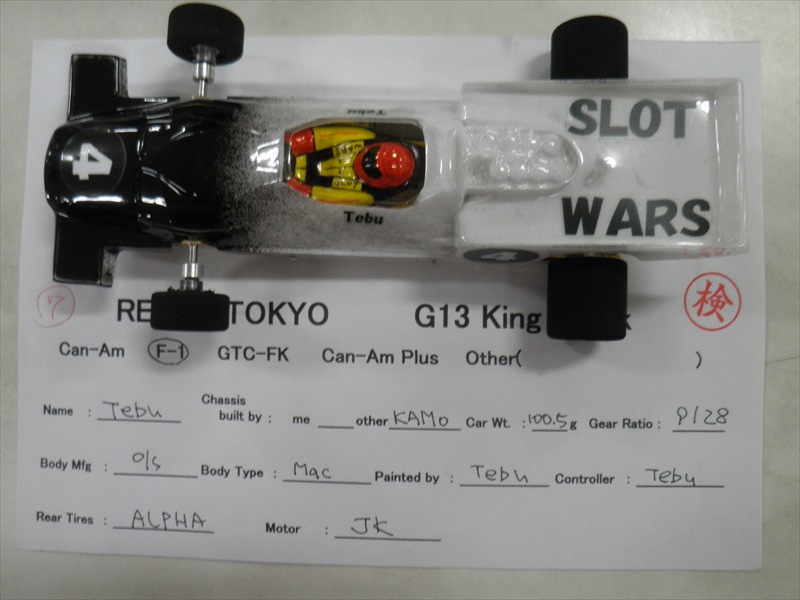 4
Tebu
Tebu
SLOT
WARS
4
7
RE TOKYO G13 King k
検
Can-Am F-1 GTC-FK Can-Am Plus Other( )
Name : Tebu Chassis built by : me other KAMO Car Wt. : 100.5 g Gear Ratio : 9/28
Body Mfg : O/S Body Type : Mac Painted by : Tebu Controller : Tebu
Rear Tires : ALPHA Motor : JK